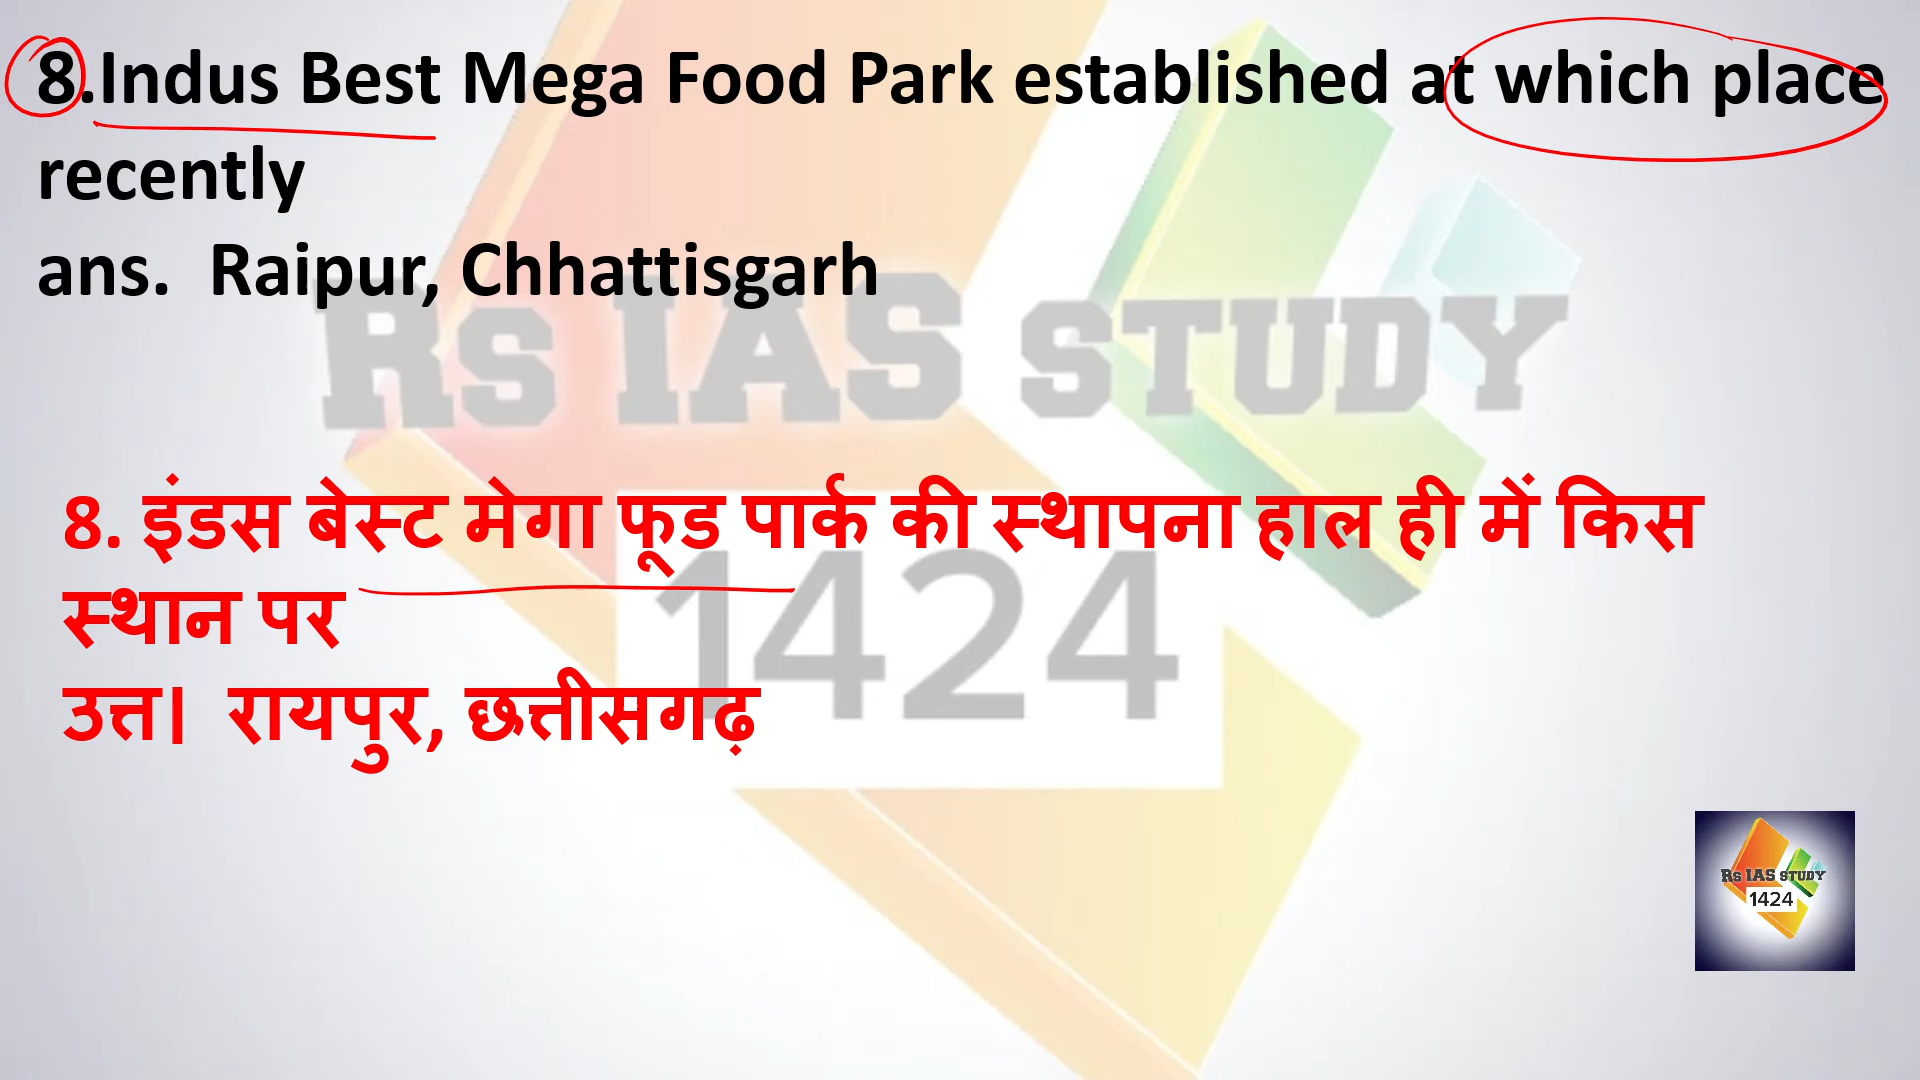 8.Indus Best Mega Food Park established at which place
recently
ans. Raipur, Chhattisgarh
Rs IAS STUDY
1424
8. इंडस बेस्ट मेगा फूड पार्क की स्थापना हाल ही में किस
स्थान पर
उत्त। रायपुर, छत्तीसगढ़
Rs IAS STUDY
1424